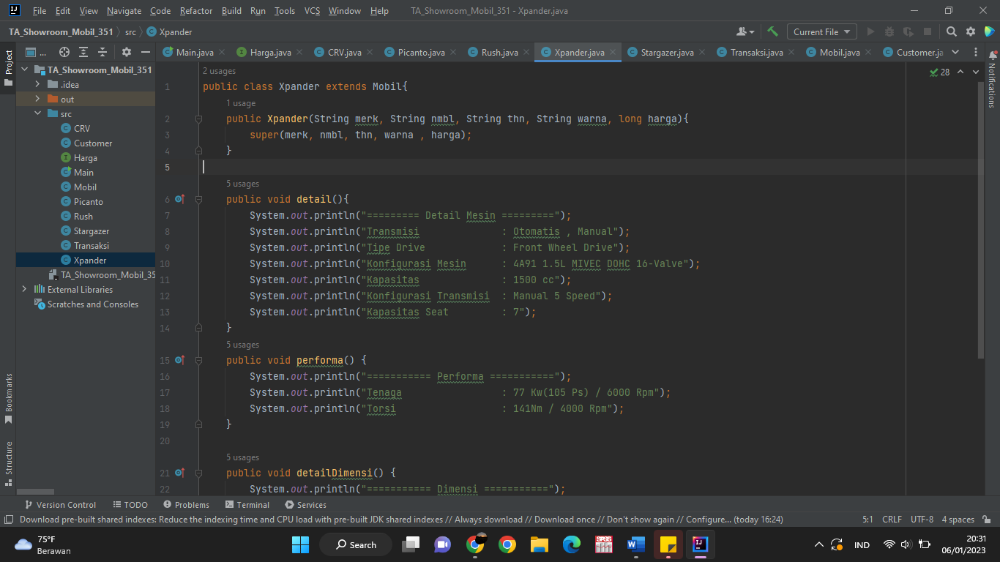 File Edit View Navigate Code Refactor Build Run Tools VCS Window Help TA_Showroom_Mobil_351 - Xpander.java
TA_Showroom_Mobil_351 src Xpander Current File
Project ... Main.java Harga.java CRV.java Picanto.java Rush.java Xpander.java Stargazer.java Transaksi.java Mobil.java Customer.ja
TA_Showroom_Mobil_351
.idea
out
src
CRV
Customer
Harga
Main
Mobil
Picanto
Rush
Stargazer
Transaksi
Xpander
TA_Showroom_Mobil_35
External Libraries
Scratches and Consoles
Bookmarks
Structure
Notifications
28
2 usages
1 public class Xpander extends Mobil{
1 usage
2 public Xpander(String merk, String nmbl, String thn, String warna, long harga){
3 super(merk, nmbl, thn, warna , harga);
4 }
5
5 usages
6 public void detail(){
7 System.out.println("========= Detail Mesin =========");
8 System.out.println("Transmisi              : Otomatis , Manual");
9 System.out.println("Tipe Drive             : Front Wheel Drive");
10 System.out.println("Konfigurasi Mesin      : 4A91 1.5L MIVEC DOHC 16-Valve");
11 System.out.println("Kapasitas              : 1500 cc");
12 System.out.println("Konfigurasi Transmisi  : Manual 5 Speed");
13 System.out.println("Kapasitas Seat         : 7");
14 }
5 usages
15 public void performa() {
16 System.out.println("=========== Performa ===========");
17 System.out.println("Tenaga                 : 77 Kw(105 Ps) / 6000 Rpm");
18 System.out.println("Torsi                  : 141Nm / 4000 Rpm");
19 }
20
5 usages
21 public void detailDimensi() {
22 System.out.println("=========== Dimensi ===========");
Version Control TODO Problems Terminal Services
Download pre-built shared indexes: Reduce the indexing time and CPU load with pre-built JDK shared indexes // Always download // Download once // Don't show again // Configure... (today 16:24) 5:1 CRLF UTF-8 4 spaces
75°F
Berawan
Search
SPSS
IND
20:31
06/01/2023